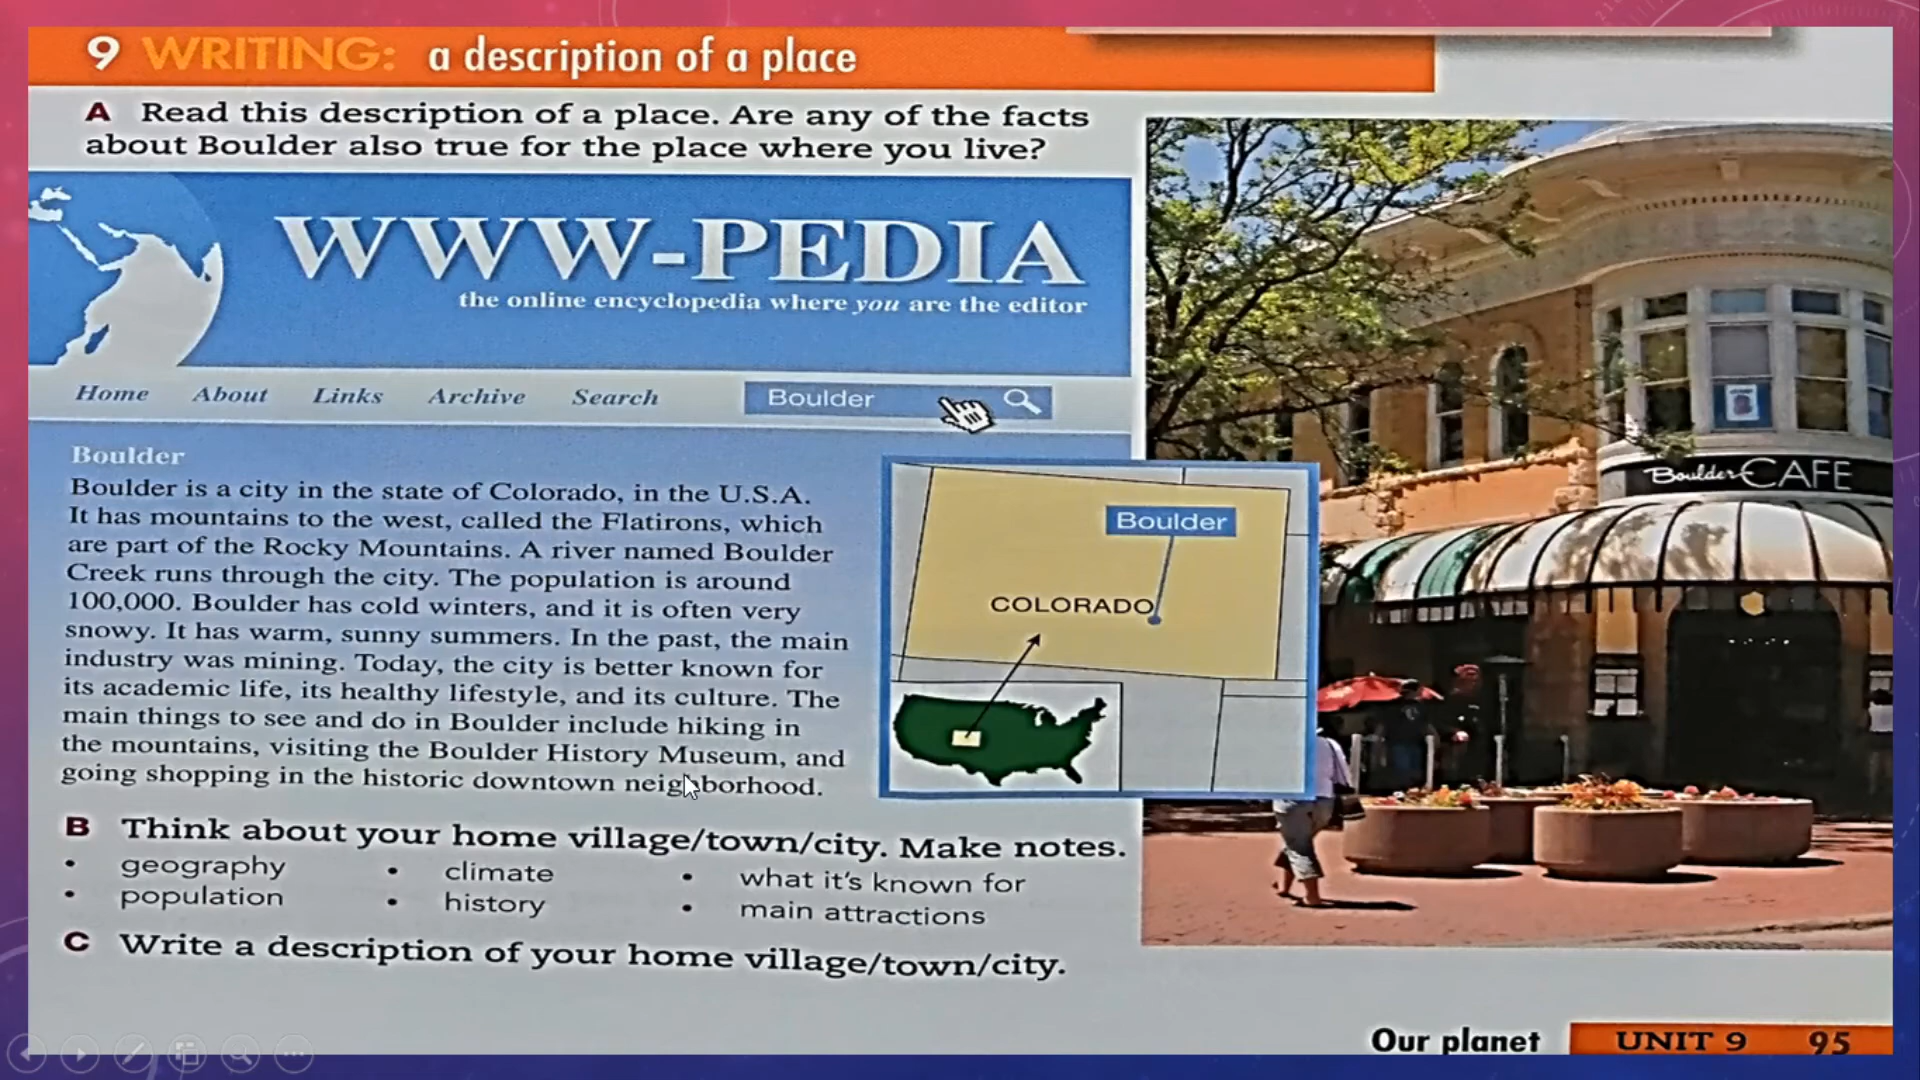 9 WRITING: a description of a place
A Read this description of a place. Are any of the facts
about Boulder also true for the place where you live?
WWW-PEDIA
the online encyclopedia where you are the editor
Home About Links Archive Search Boulder
Boulder
Boulder is a city in the state of Colorado, in the U.S.A.
It has mountains to the west, called the Flatirons, which
are part of the Rocky Mountains. A river named Boulder
Creek runs through the city. The population is around
100,000. Boulder has cold winters, and it is often very
snowy. It has warm, sunny summers. In the past, the main
industry was mining. Today, the city is better known for
its academic life, its healthy lifestyle, and its culture. The
main things to see and do in Boulder include hiking in
the mountains, visiting the Boulder History Museum, and
going shopping in the historic downtown neighborhood.
Boulder
COLORADO
Boulder CAFE
B Think about your home village/town/city. Make notes.
• geography • climate • what it's known for
• population • history • main attractions
C Write a description of your home village/town/city.
Our planet UNIT 9 95